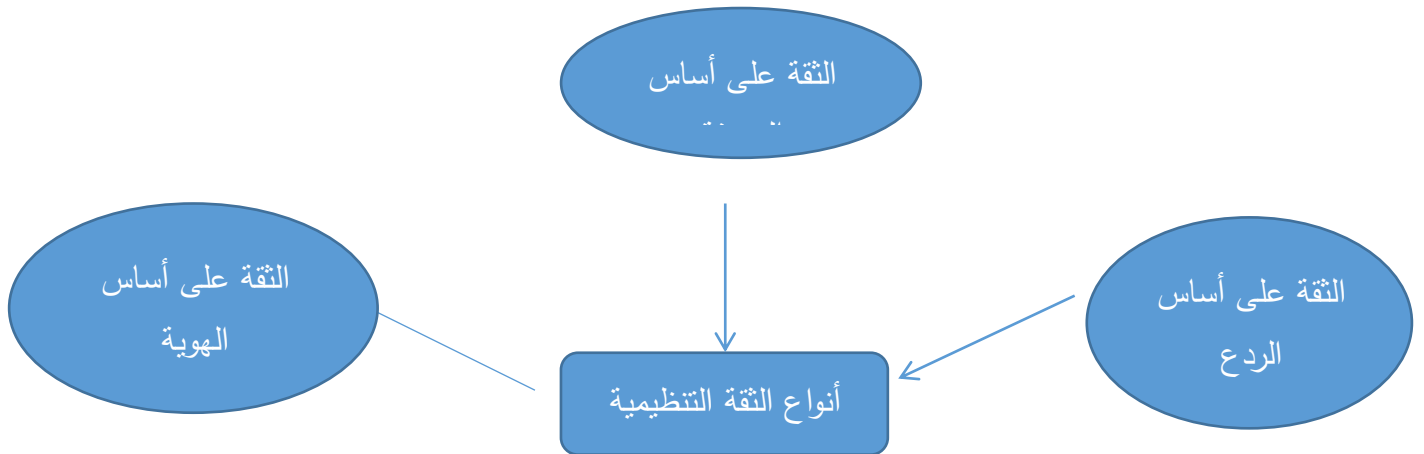 الثقة على أساس
الثقة على أساس
الردع
الثقة على أساس
الهوية
أنواع الثقة التنظيمية